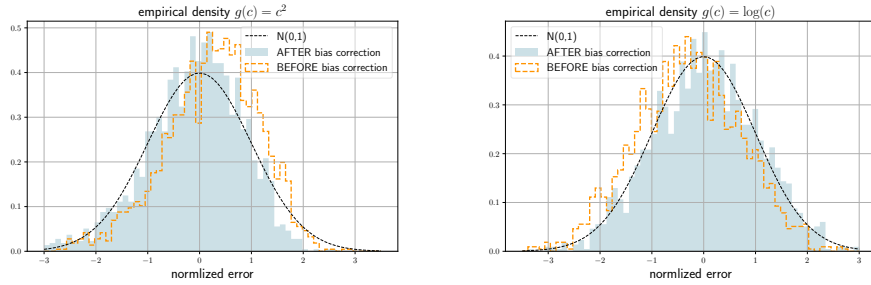 empirical density g(c) = c²
0.5
0.4
0.3
0.2
0.1
0.0
−3 −2 −1 0 1 2 3
normlized error
N(0,1)
AFTER bias correction
BEFORE bias correction
empirical density g(c) = log(c)
0.4
0.3
0.2
0.1
0.0
−3 −2 −1 0 1 2 3
normlized error
N(0,1)
AFTER bias correction
BEFORE bias correction